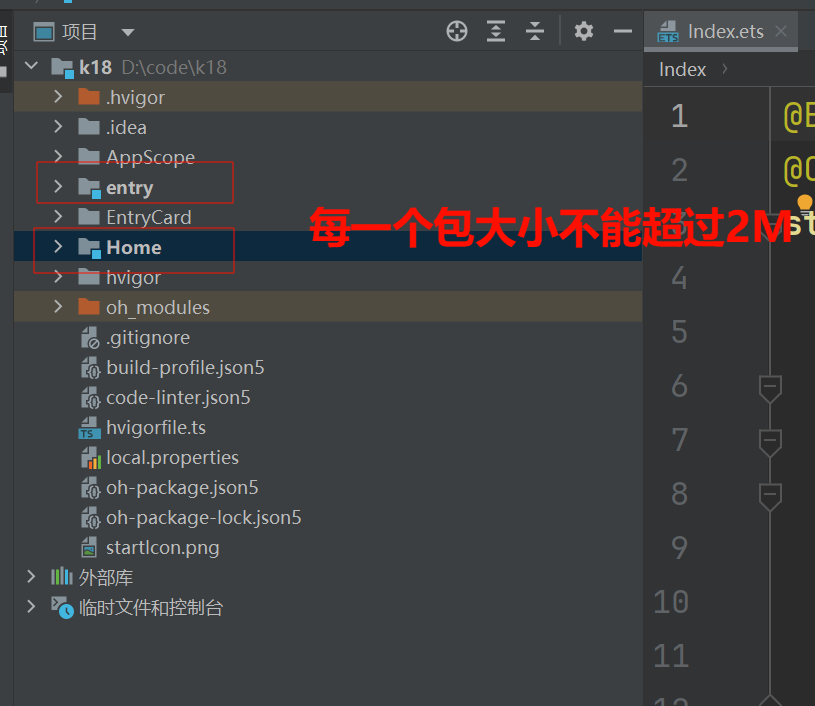 项目
Index.ets
k18 D:\code\k18
Index
.hvigor
1
@E
.idea
AppScope
2
@C
entry
EntryCard
每一个包大小不能超过2M
st
Home
hvigor
4
oh_modules
.gitignore
5
build-profile.json5
6
code-linter.json5
hvigorfile.ts
7
local.properties
oh-package.json5
8
oh-package-lock.json5
startIcon.png
9
外部库
临时文件和控制台
10
11